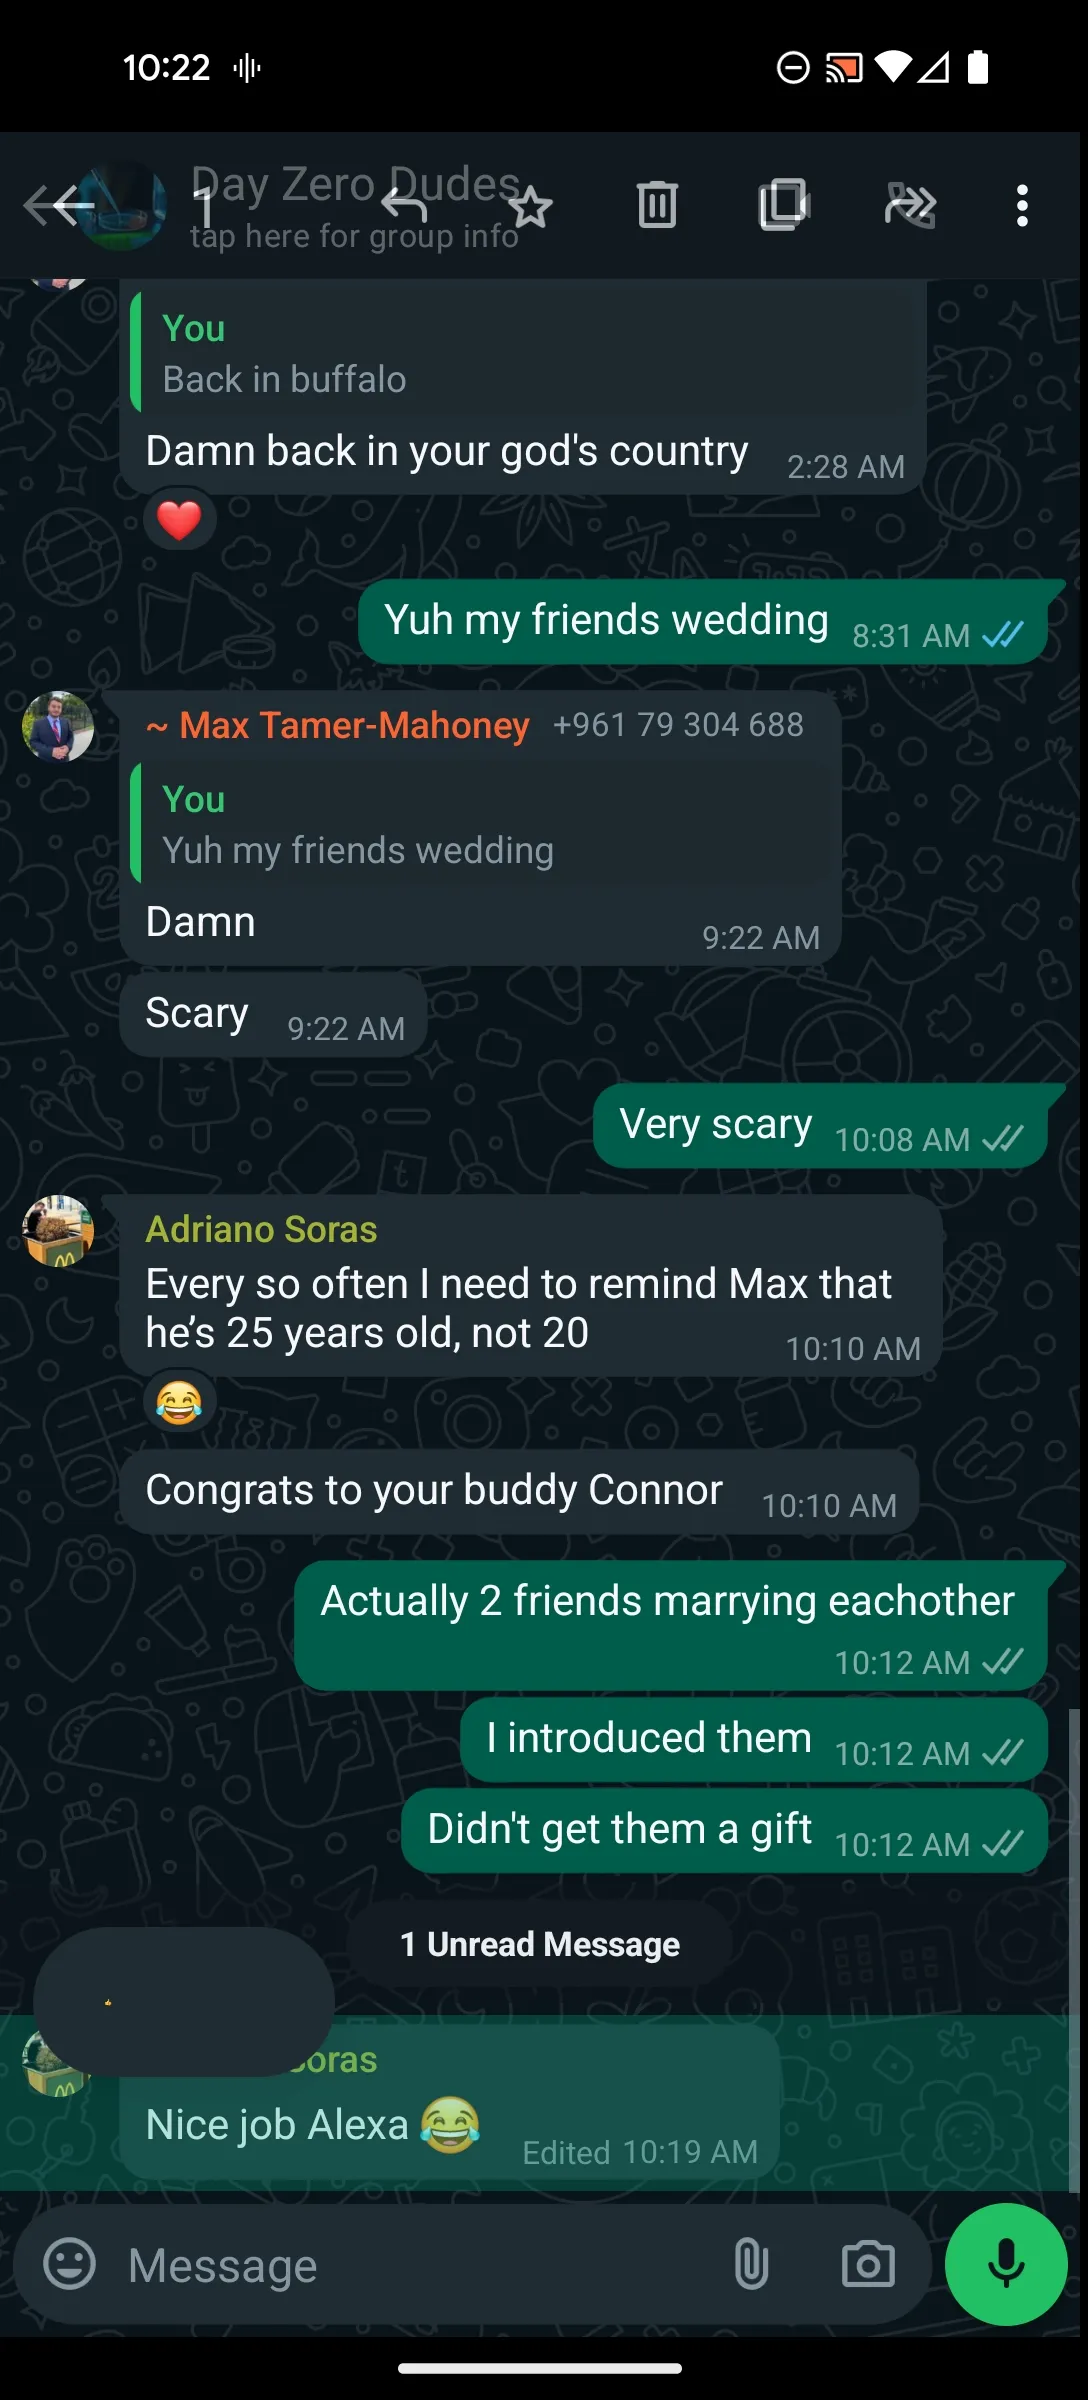 10:22
Day Zero Dudes
1
tap here for group info
You
Back in buffalo
Damn back in your god's country 2:28 AM
Yuh my friends wedding 8:31 AM
~ Max Tamer-Mahoney +961 79 304 688
You
Yuh my friends wedding
Damn
9:22 AM
Scary 9:22 AM
Very scary 10:08 AM
Adriano Soras
Every so often I need to remind Max that
he’s 25 years old, not 20
10:10 AM
Congrats to your buddy Connor 10:10 AM
Actually 2 friends marrying eachother
10:12 AM
I introduced them 10:12 AM
Didn't get them a gift 10:12 AM
1 Unread Message
Soras
Nice job Alexa 😂 Edited 10:19 AM
Message